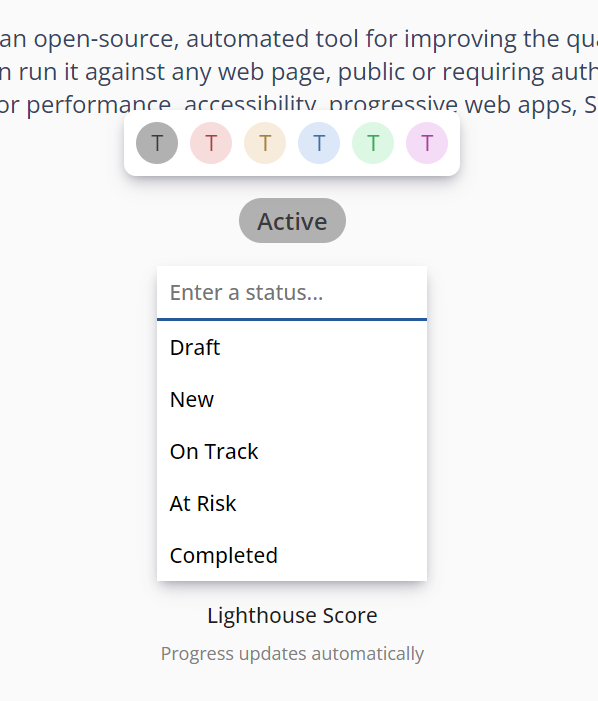 an open-source, automated tool for improving the qua
n run it against any web page, public or requiring auth
or performance, accessibility, progressive web apps, S
T T T T T T
Active
Enter a status...
Draft
New
On Track
At Risk
Completed
Lighthouse Score
Progress updates automatically